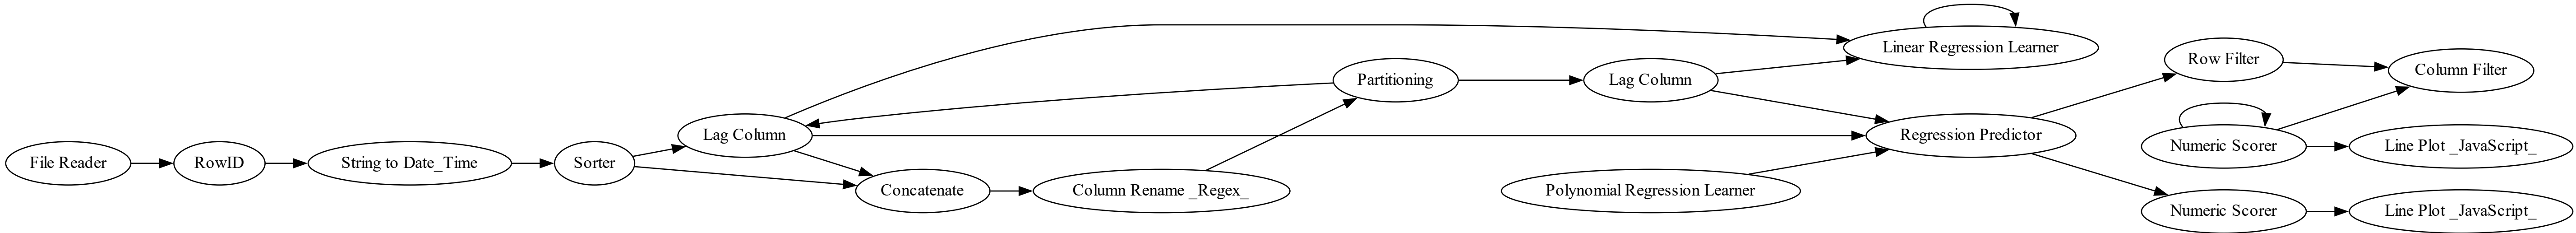 File Reader
RowID
String to Date_Time
Sorter
Lag Column
Concatenate
Column Rename _Regex_
Partitioning
Lag Column
Polynomial Regression Learner
Linear Regression Learner
Regression Predictor
Row Filter
Numeric Scorer
Numeric Scorer
Column Filter
Line Plot _JavaScript_
Line Plot _JavaScript_